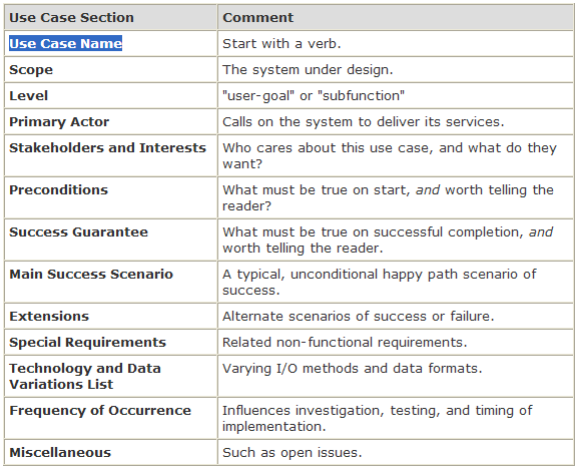 Use Case Section Comment
Use Case Name Start with a verb.
Scope The system under design.
Level "user-goal" or "subfunction"
Primary Actor Calls on the system to deliver its services.
Stakeholders and Interests Who cares about this use case, and what do they
want?
Preconditions What must be true on start, and worth telling the
reader?
Success Guarantee What must be true on successful completion, and
worth telling the reader.
Main Success Scenario A typical, unconditional happy path scenario of
success.
Extensions Alternate scenarios of success or failure.
Special Requirements Related non-functional requirements.
Technology and Data Varying I/O methods and data formats.
Variations List
Frequency of Occurrence Influences investigation, testing, and timing of
implementation.
Miscellaneous Such as open issues.